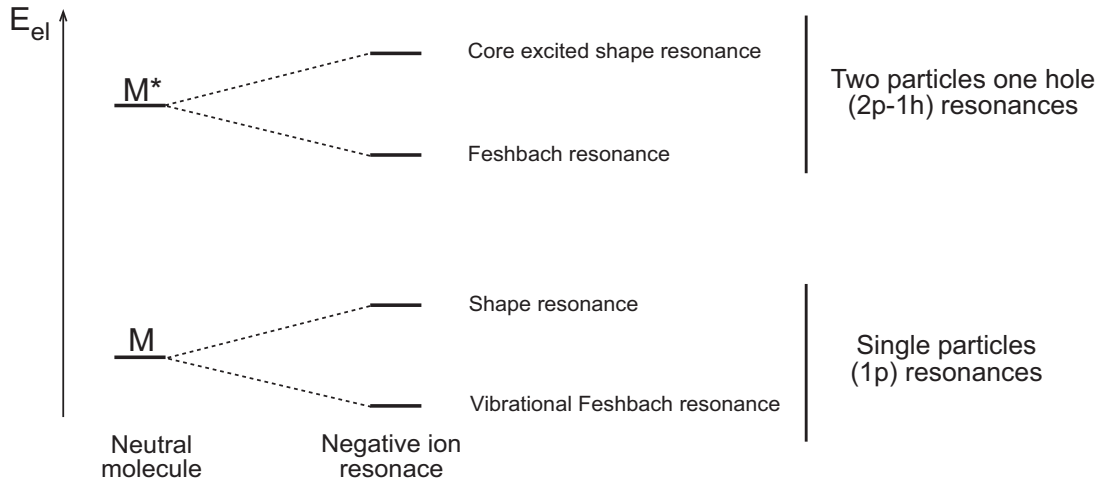 E_el
M*
Core excited shape resonance
Feshbach resonance
Two particles one hole
(2p-1h) resonances
M
Shape resonance
Vibrational Feshbach resonance
Single particles
(1p) resonances
Neutral
molecule
Negative ion
resonace